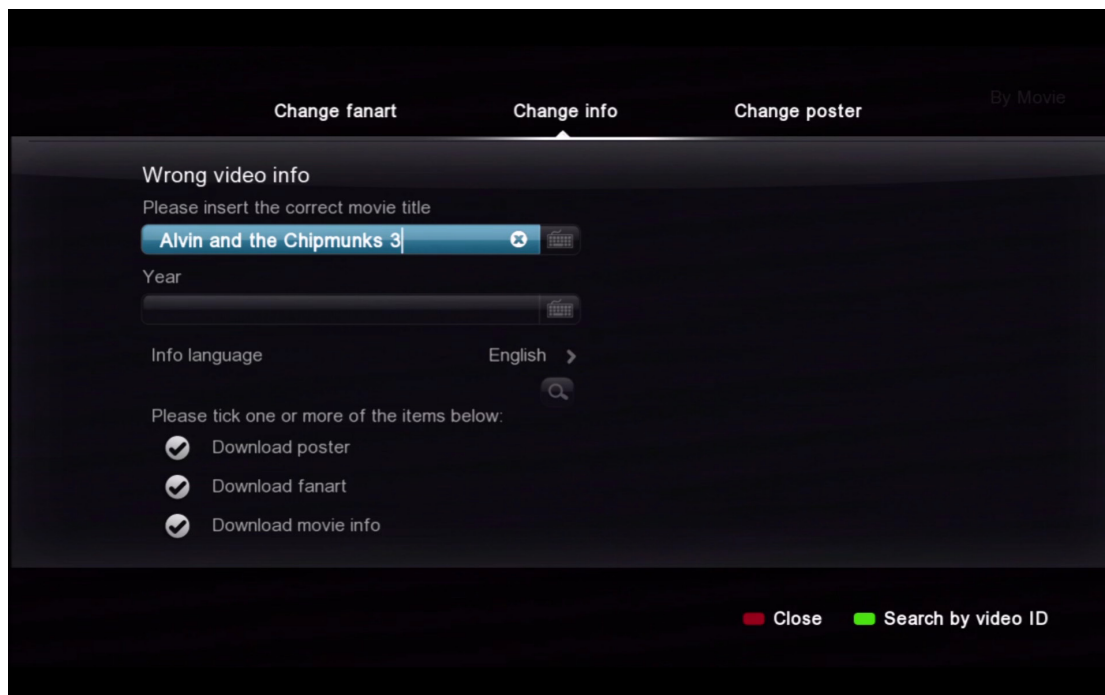 By Movie
Change fanart Change info Change poster
Wrong video info
Please insert the correct movie title
Alvin and the Chipmunks 3
Year
Info language English
Please tick one or more of the items below:
Download poster
Download fanart
Download movie info
Close Search by video ID